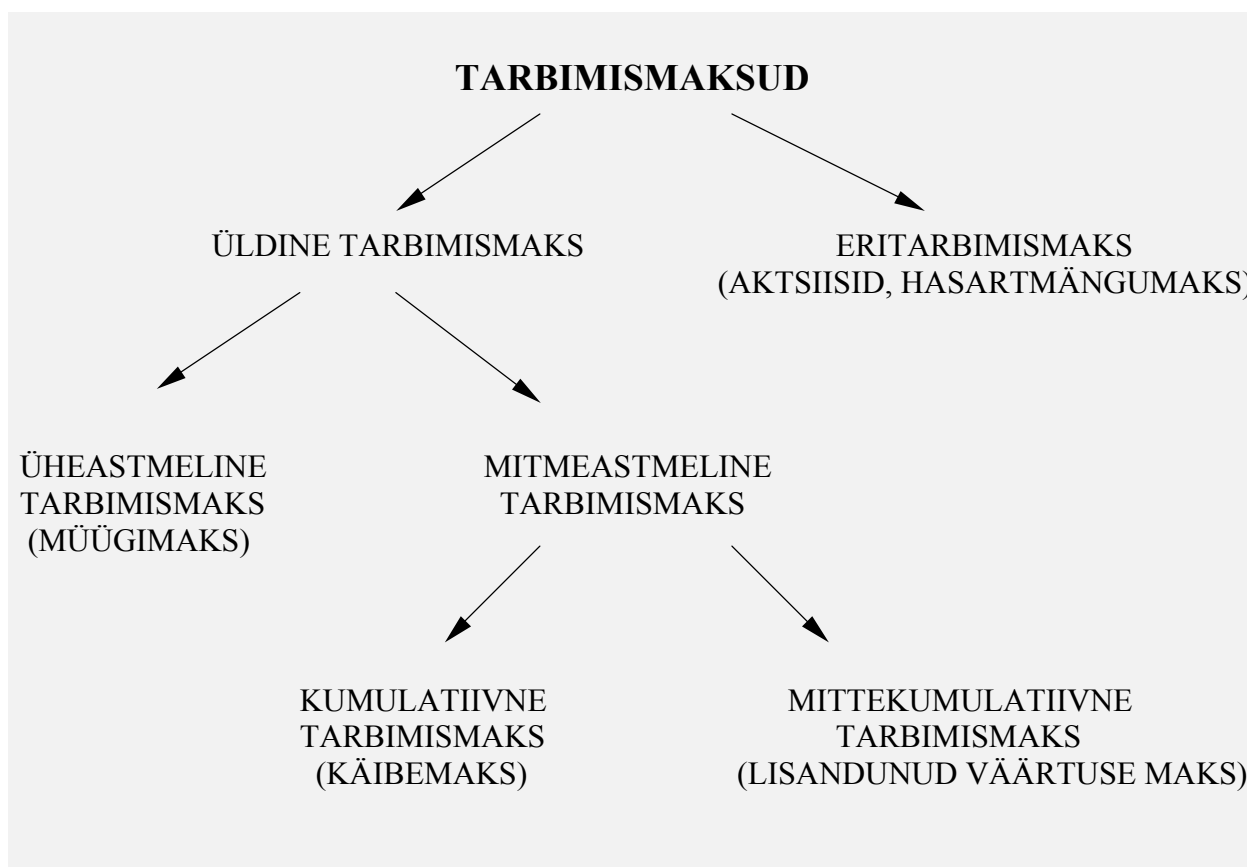 TARBIMISMAKSUD
ÜLDINE TARBIMISMAKS
ERITARBIMISMAKS
(AKTSIISID, HASARTMÄNGUMAKS)
ÜHEASTMELINE
TARBIMISMAKS
(MÜÜGIMAKS)
MITMEASTMELINE
TARBIMISMAKS
KUMULATIIVNE
TARBIMISMAKS
(KÄIBEMAKS)
MITTEKUMULATIIVNE
TARBIMISMAKS
(LISANDUNUD VÄÄRTUSE MAKS)